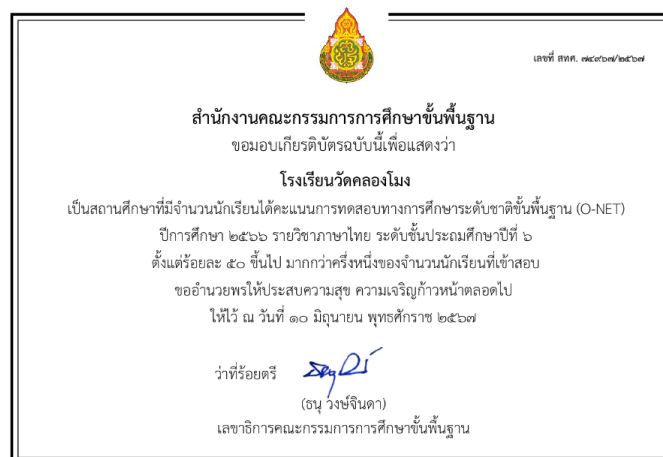 เลขที่ สทศ. ๗๔๙๖๗/๒๕๖๗
สำนักงานคณะกรรมการการศึกษาขั้นพื้นฐาน
ขอมอบเกียรติบัตรฉบับนี้เพื่อแสดงว่า
โรงเรียนวัดคลองโมง
เป็นสถานศึกษาที่มีจำนวนนักเรียนได้คะแนนการทดสอบทางการศึกษาระดับชาติขั้นพื้นฐาน (O-NET)
ปีการศึกษา ๒๕๖๖ รายวิชาภาษาไทย ระดับชั้นประถมศึกษาปีที่ ๖
ตั้งแต่ร้อยละ ๕๐ ขึ้นไป มากกว่าครึ่งหนึ่งของจำนวนนักเรียนที่เข้าสอบ
ขออำนวยพรให้ประสบความสุข ความเจริญก้าวหน้าตลอดไป
ให้ไว้ ณ วันที่ ๑๐ มิถุนายน พุทธศักราช ๒๕๖๗
ว่าที่ร้อยตรี
(ธนุ วงษ์จินดา)
เลขาธิการคณะกรรมการการศึกษาขั้นพื้นฐาน